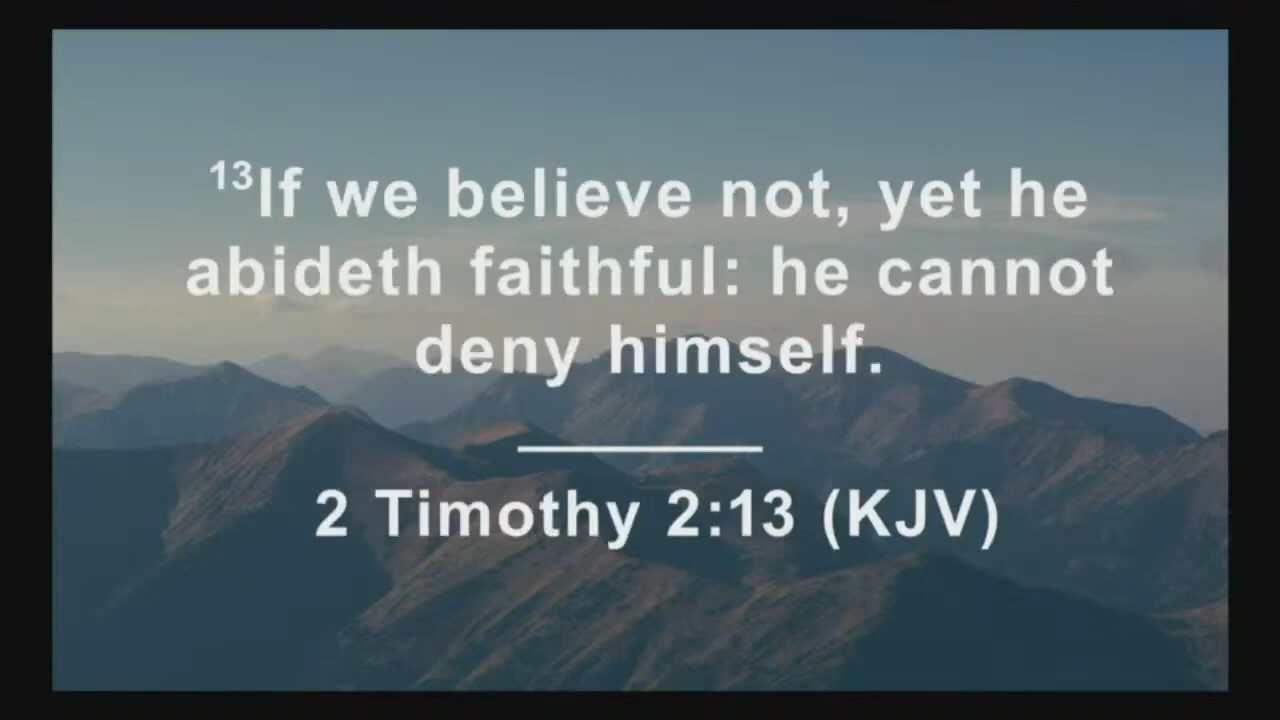 ¹³If we believe not, yet he
abideth faithful: he cannot
deny himself.
2 Timothy 2:13 (KJV)